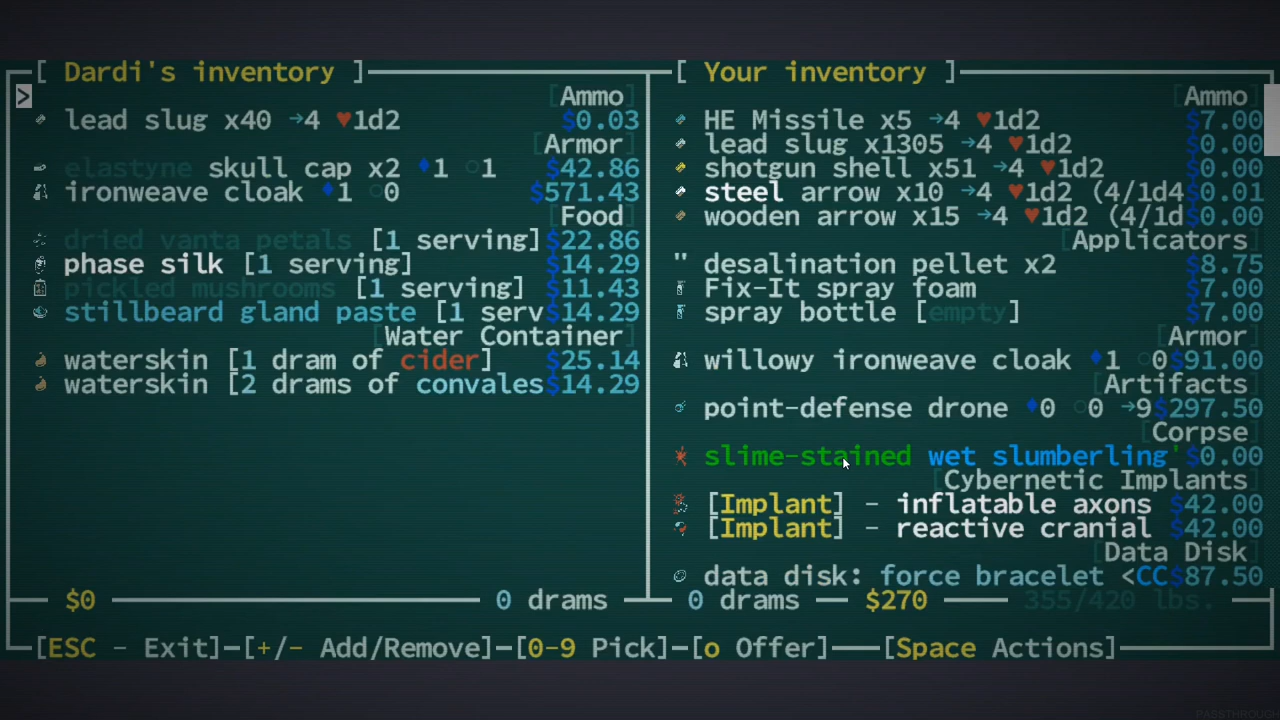 [ Dardi's inventory ]
>
[Ammo]
lead slug x40 →4 ♥1d2 $0.03
[Armor]
elastyne skull cap x2 ♦1 ○1 $42.86
ironweave cloak ♦1 ○0 $571.43
[Food]
dried vanta petals [1 serving] $22.86
phase silk [1 serving] $14.29
pickled mushrooms [1 serving] $11.43
stillbeard gland paste [1 serv $14.29
[Water Container]
waterskin [1 dram of cider] $25.14
waterskin [2 drams of convales $14.29
$0 0 drams
[ Your inventory ]
[Ammo]
HE Missile x5 →4 ♥1d2 $7.00
lead slug x1305 →4 ♥1d2 $0.00
shotgun shell x51 →4 ♥1d2 $0.00
steel arrow x10 →4 ♥1d2 (4/1d4 $0.01
wooden arrow x15 →4 ♥1d2 (4/1d $0.00
[Applicators]
" desalination pellet x2 $8.75
Fix-It spray foam $7.00
spray bottle [empty] $7.00
[Armor]
willowy ironweave cloak ♦1 ○0 $91.00
[Artifacts]
point-defense drone ♦0 ○0 →9 $297.50
[Corpse]
slime-stained wet slumberling' $0.00
[Cybernetic Implants]
[Implant] - inflatable axons $42.00
[Implant] - reactive cranial $42.00
[Data Disk]
data disk: force bracelet <CC $87.50
0 drams $270 355/420 lbs.
[ESC - Exit] [+/- Add/Remove] [0-9 Pick] [o Offer] [Space Actions]